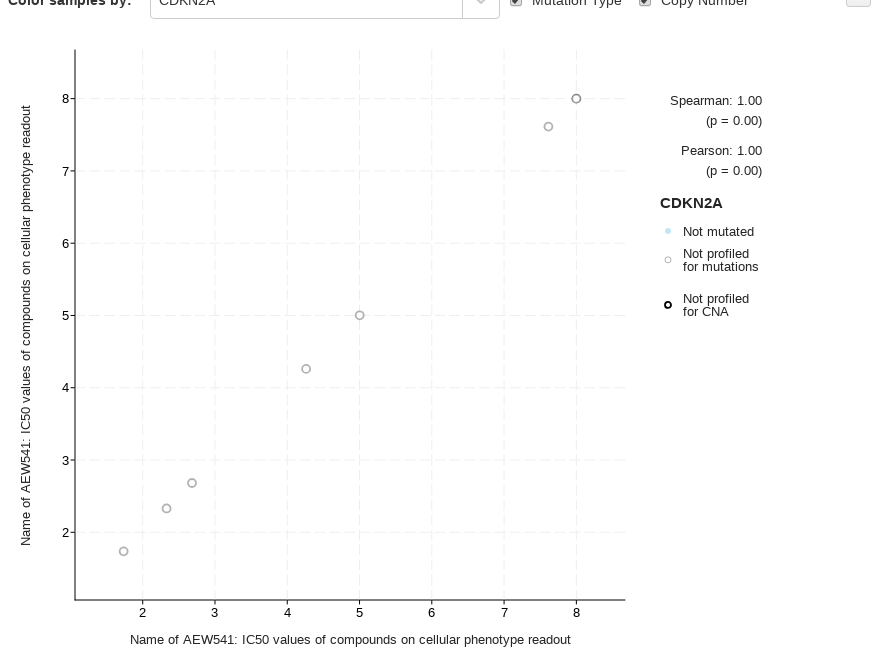 Color samples by:
CDKN2A
Mutation Type
Copy Number
Name of AEW541: IC50 values of compounds on cellular phenotype readout
8
7
6
5
4
3
2
2 3 4 5 6 7 8
Name of AEW541: IC50 values of compounds on cellular phenotype readout
Spearman: 1.00
(p = 0.00)
Pearson: 1.00
(p = 0.00)
CDKN2A
Not mutated
Not profiled
for mutations
Not profiled
for CNA